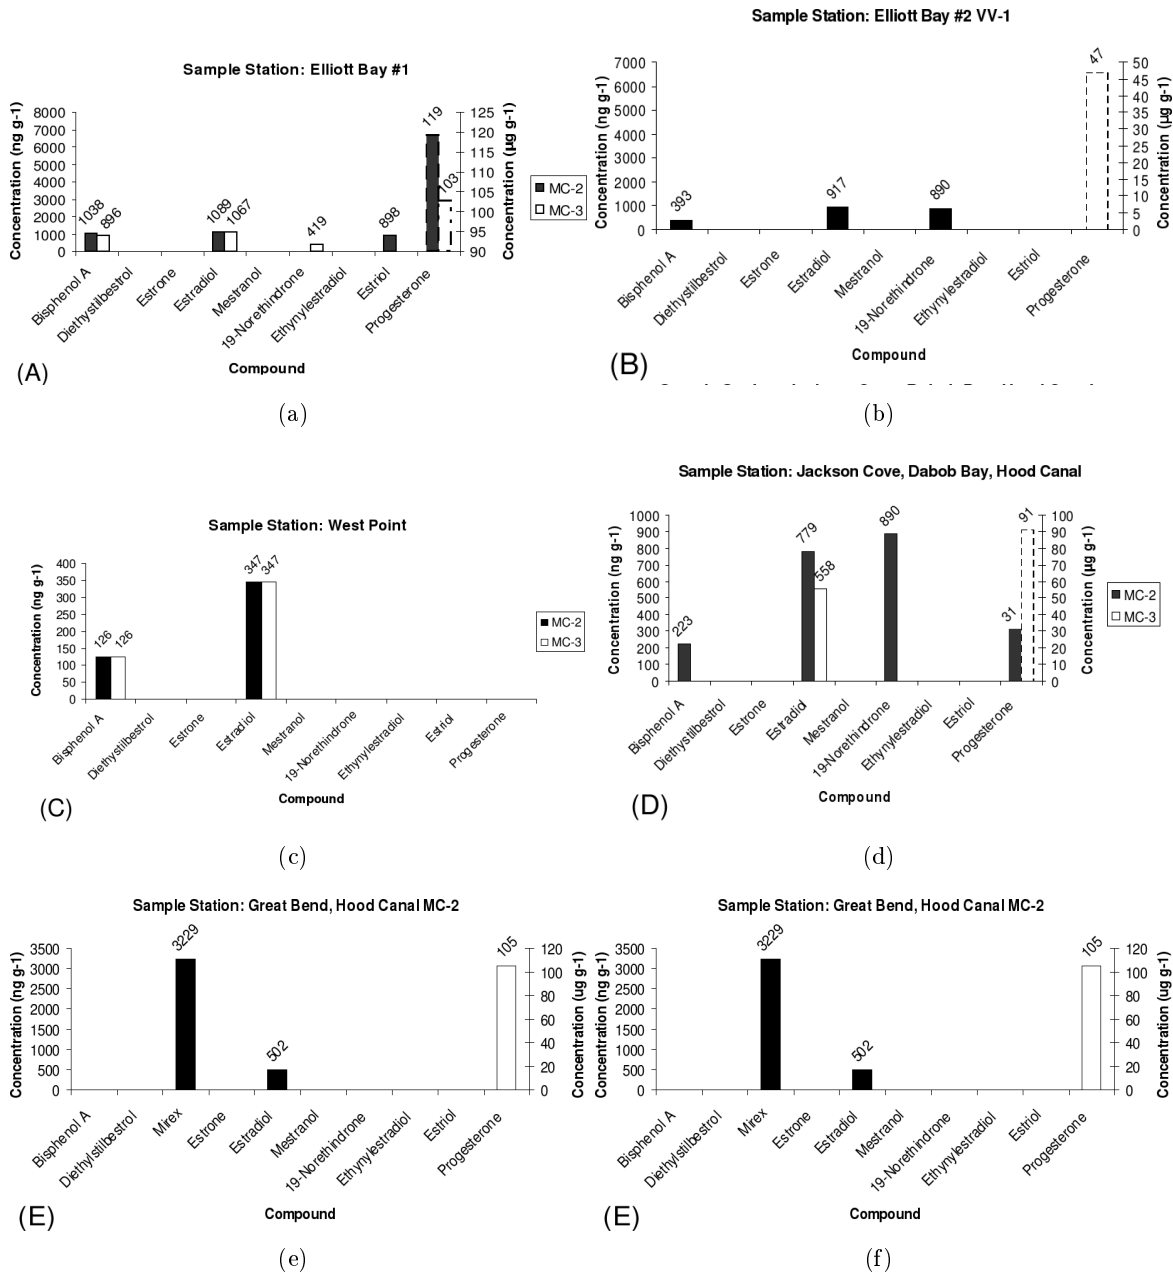 Sample Station: Elliott Bay #1
Concentration (ng g-1)
8000
7000
6000
5000
4000
3000
2000
1000
0
125
120
115
110
105
100
95
90
Concentration (µg g-1)
1038
896
1089
1067
419
898
119
103
MC-2
MC-3
Bisphenol A
Diethystilbestrol
Estrone
Estradiol
Mestranol
19-Norethindrone
Ethynylestradiol
Estriol
Progesterone
Compound
(A)
(a)
Sample Station: Elliott Bay #2 VV-1
Concentration (ng g-1)
7000
6000
5000
4000
3000
2000
1000
0
50
45
40
35
30
25
20
15
10
5
0
Concentration (µg g-1)
393
917
890
47
Bisphenol A
Diethystilbestrol
Estrone
Estradiol
Mestranol
19-Norethindrone
Ethynylestradiol
Estriol
Progesterone
Compound
(B)
(b)
Sample Station: West Point
Concentration (ng g-1)
400
350
300
250
200
150
100
50
0
126
126
347
347
MC-2
MC-3
Bisphenol A
Diethystilbestrol
Estrone
Estradiol
Mestranol
19-Norethindrone
Ethynylestradiol
Estriol
Progesterone
Compound
(C)
(c)
Sample Station: Jackson Cove, Dabob Bay, Hood Canal
Concentration (ng g-1)
1000
900
800
700
600
500
400
300
200
100
0
100
90
80
70
60
50
40
30
20
10
0
Concentration (µg g-1)
223
779
558
890
31
91
MC-2
MC-3
Bisphenol A
Diethystilbestrol
Estrone
Estradiol
Mestranol
19-Norethindrone
Ethynylestradiol
Estriol
Progesterone
Compound
(D)
(d)
Sample Station: Great Bend, Hood Canal MC-2
Concentration (ng g-1)
3500
3000
2500
2000
1500
1000
500
0
120
100
80
60
40
20
0
Concentration (ug g-1)
3229
502
105
Bisphenol A
Diethylstilbestrol
Mirex
Estrone
Estradiol
Mestranol
19-Norethindrone
Ethynylestradiol
Estriol
Progesterone
Compound
(E)
(e)
Sample Station: Great Bend, Hood Canal MC-2
Concentration (ng g-1)
3500
3000
2500
2000
1500
1000
500
0
120
100
80
60
40
20
0
Concentration (ug g-1)
3229
502
105
Bisphenol A
Diethylstilbestrol
Mirex
Estrone
Estradiol
Mestranol
19-Norethindrone
Ethynylestradiol
Estriol
Progesterone
Compound
(E)
(f)